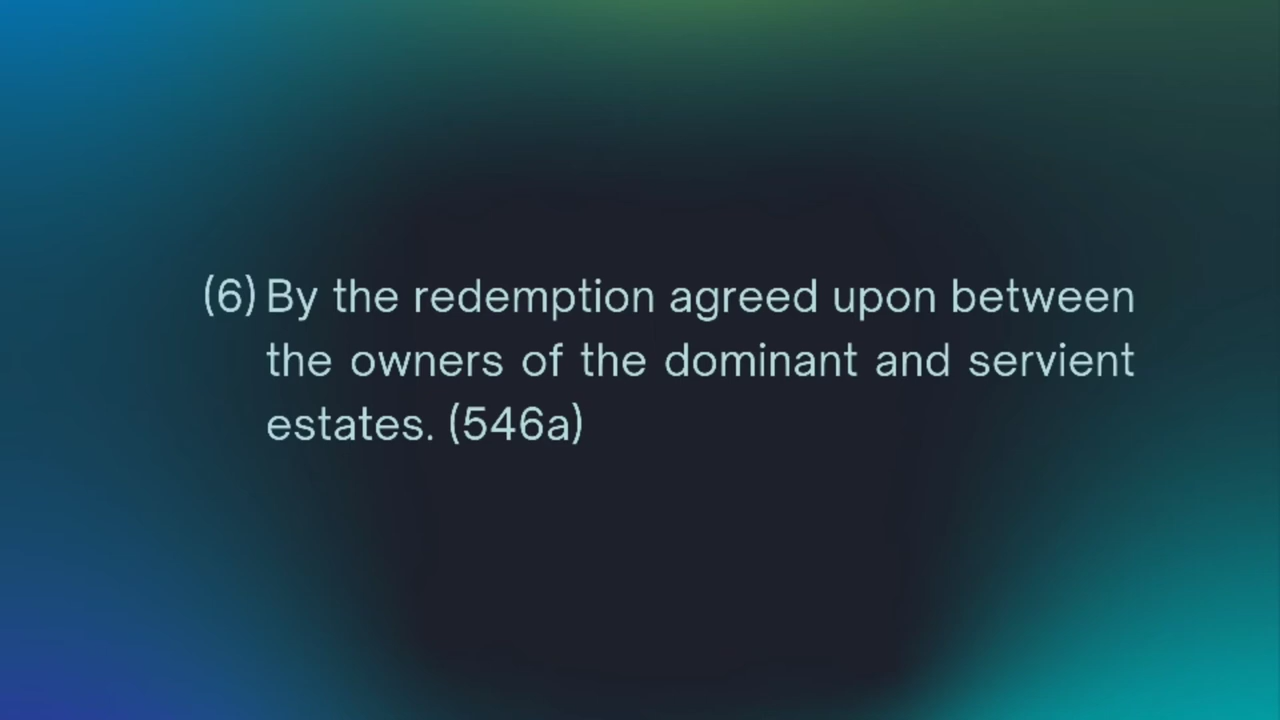 (6) By the redemption agreed upon between
the owners of the dominant and servient
estates. (546a)